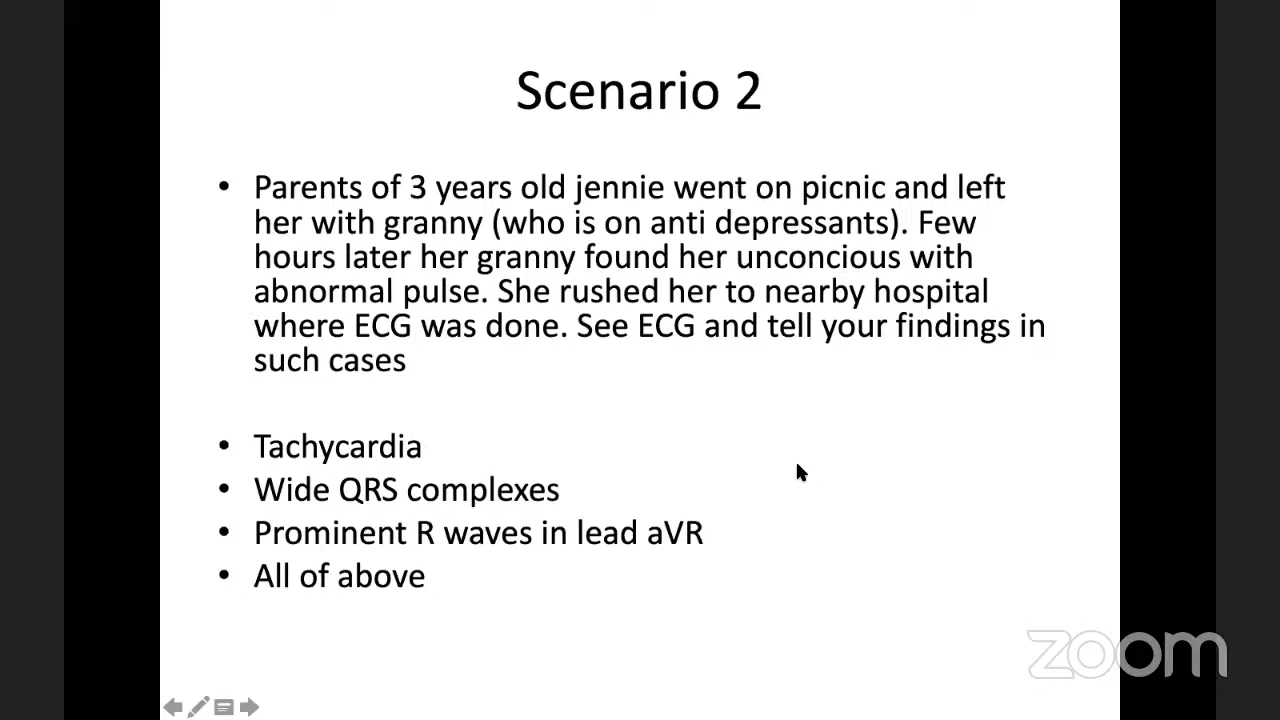 Scenario 2
• Parents of 3 years old jennie went on picnic and left
her with granny (who is on anti depressants). Few
hours later her granny found her unconcious with
abnormal pulse. She rushed her to nearby hospital
where ECG was done. See ECG and tell your findings in
such cases
• Tachycardia
• Wide QRS complexes
• Prominent R waves in lead aVR
• All of above
zoom